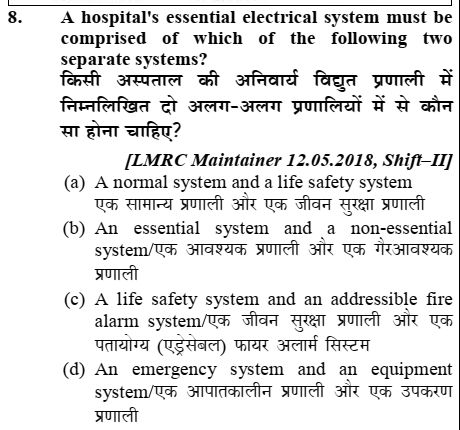 8. A hospital's essential electrical system must be
comprised of which of the following two
separate systems?
किसी अस्पताल की अनिवार्य विद्युत प्रणाली में
निम्नलिखित दो अलग-अलग प्रणालियों में से कौन
सा होना चाहिए?
[LMRC Maintainer 12.05.2018, Shift–II]
(a) A normal system and a life safety system
एक सामान्य प्रणाली और एक जीवन सुरक्षा प्रणाली
(b) An essential system and a non-essential
system/एक आवश्यक प्रणाली और एक गैरआवश्यक
प्रणाली
(c) A life safety system and an addressible fire
alarm system/एक जीवन सुरक्षा प्रणाली और एक
पतायोग्य (एड्रेसेबल) फायर अलार्म सिस्टम
(d) An emergency system and an equipment
system/एक आपातकालीन प्रणाली और एक उपकरण
प्रणाली